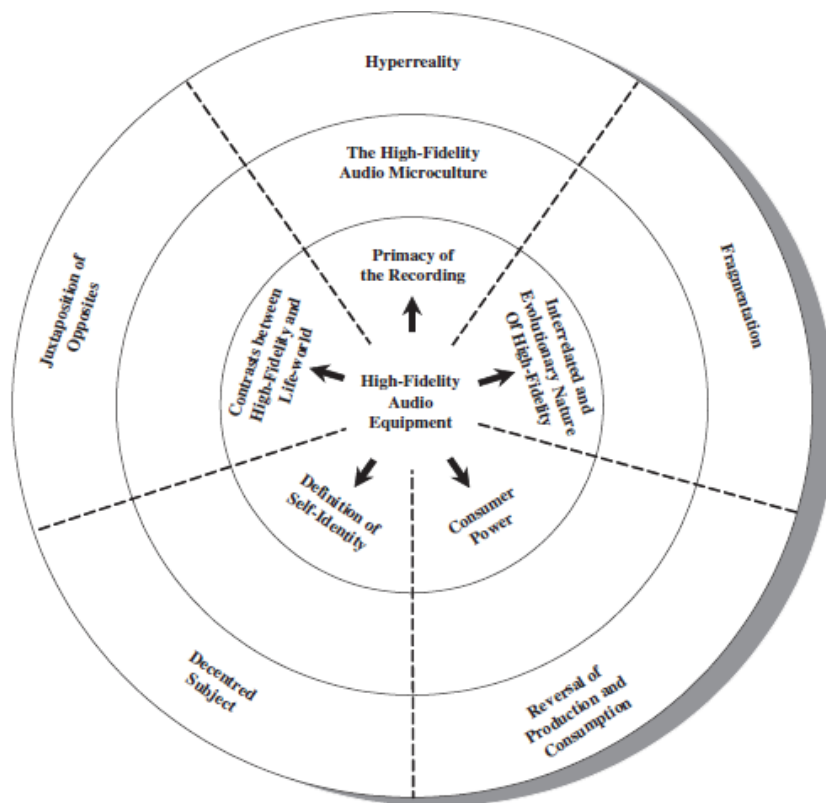 Hyperreality
The High-Fidelity
Audio Microculture
Primacy of
the Recording
Juxtaposition of
Opposites
Contrasts between
High-Fidelity and
Life-world
Interrelated and
Evolutionary Nature
Of High-Fidelity
Fragmentation
High-Fidelity
Audio
Equipment
Definition of
Self-Identity
Consumer
Power
Decentred
Subject
Reversal of
Production and
Consumption